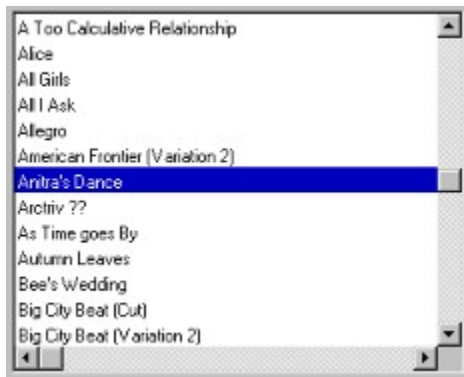 A Too Calculative Relationship
Alice
All Girls
All I Ask
Allegro
American Frontier (Variation 2)
Anitra's Dance
Arctriv ??
As Time goes By
Autumn Leaves
Bee's Wedding
Big City Beat (Cut)
Big City Beat (Variation 2)